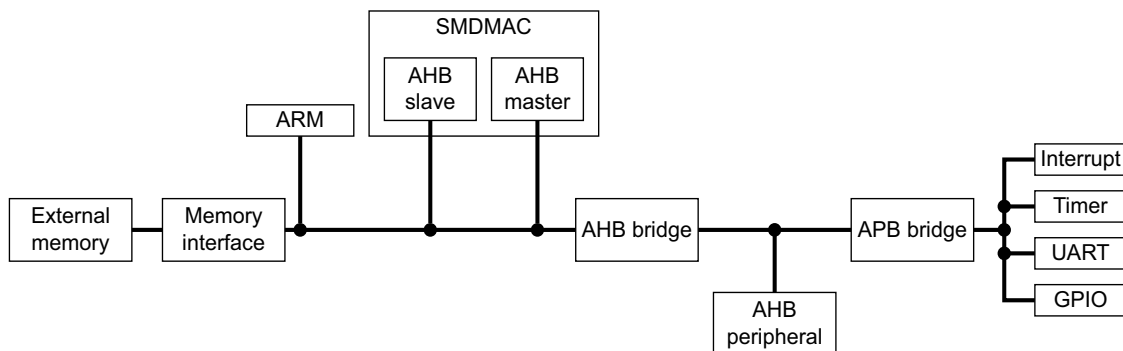 SMDMAC
AHB
slave
AHB
master
ARM
External
memory
Memory
interface
AHB bridge
AHB
peripheral
APB bridge
Interrupt
Timer
UART
GPIO